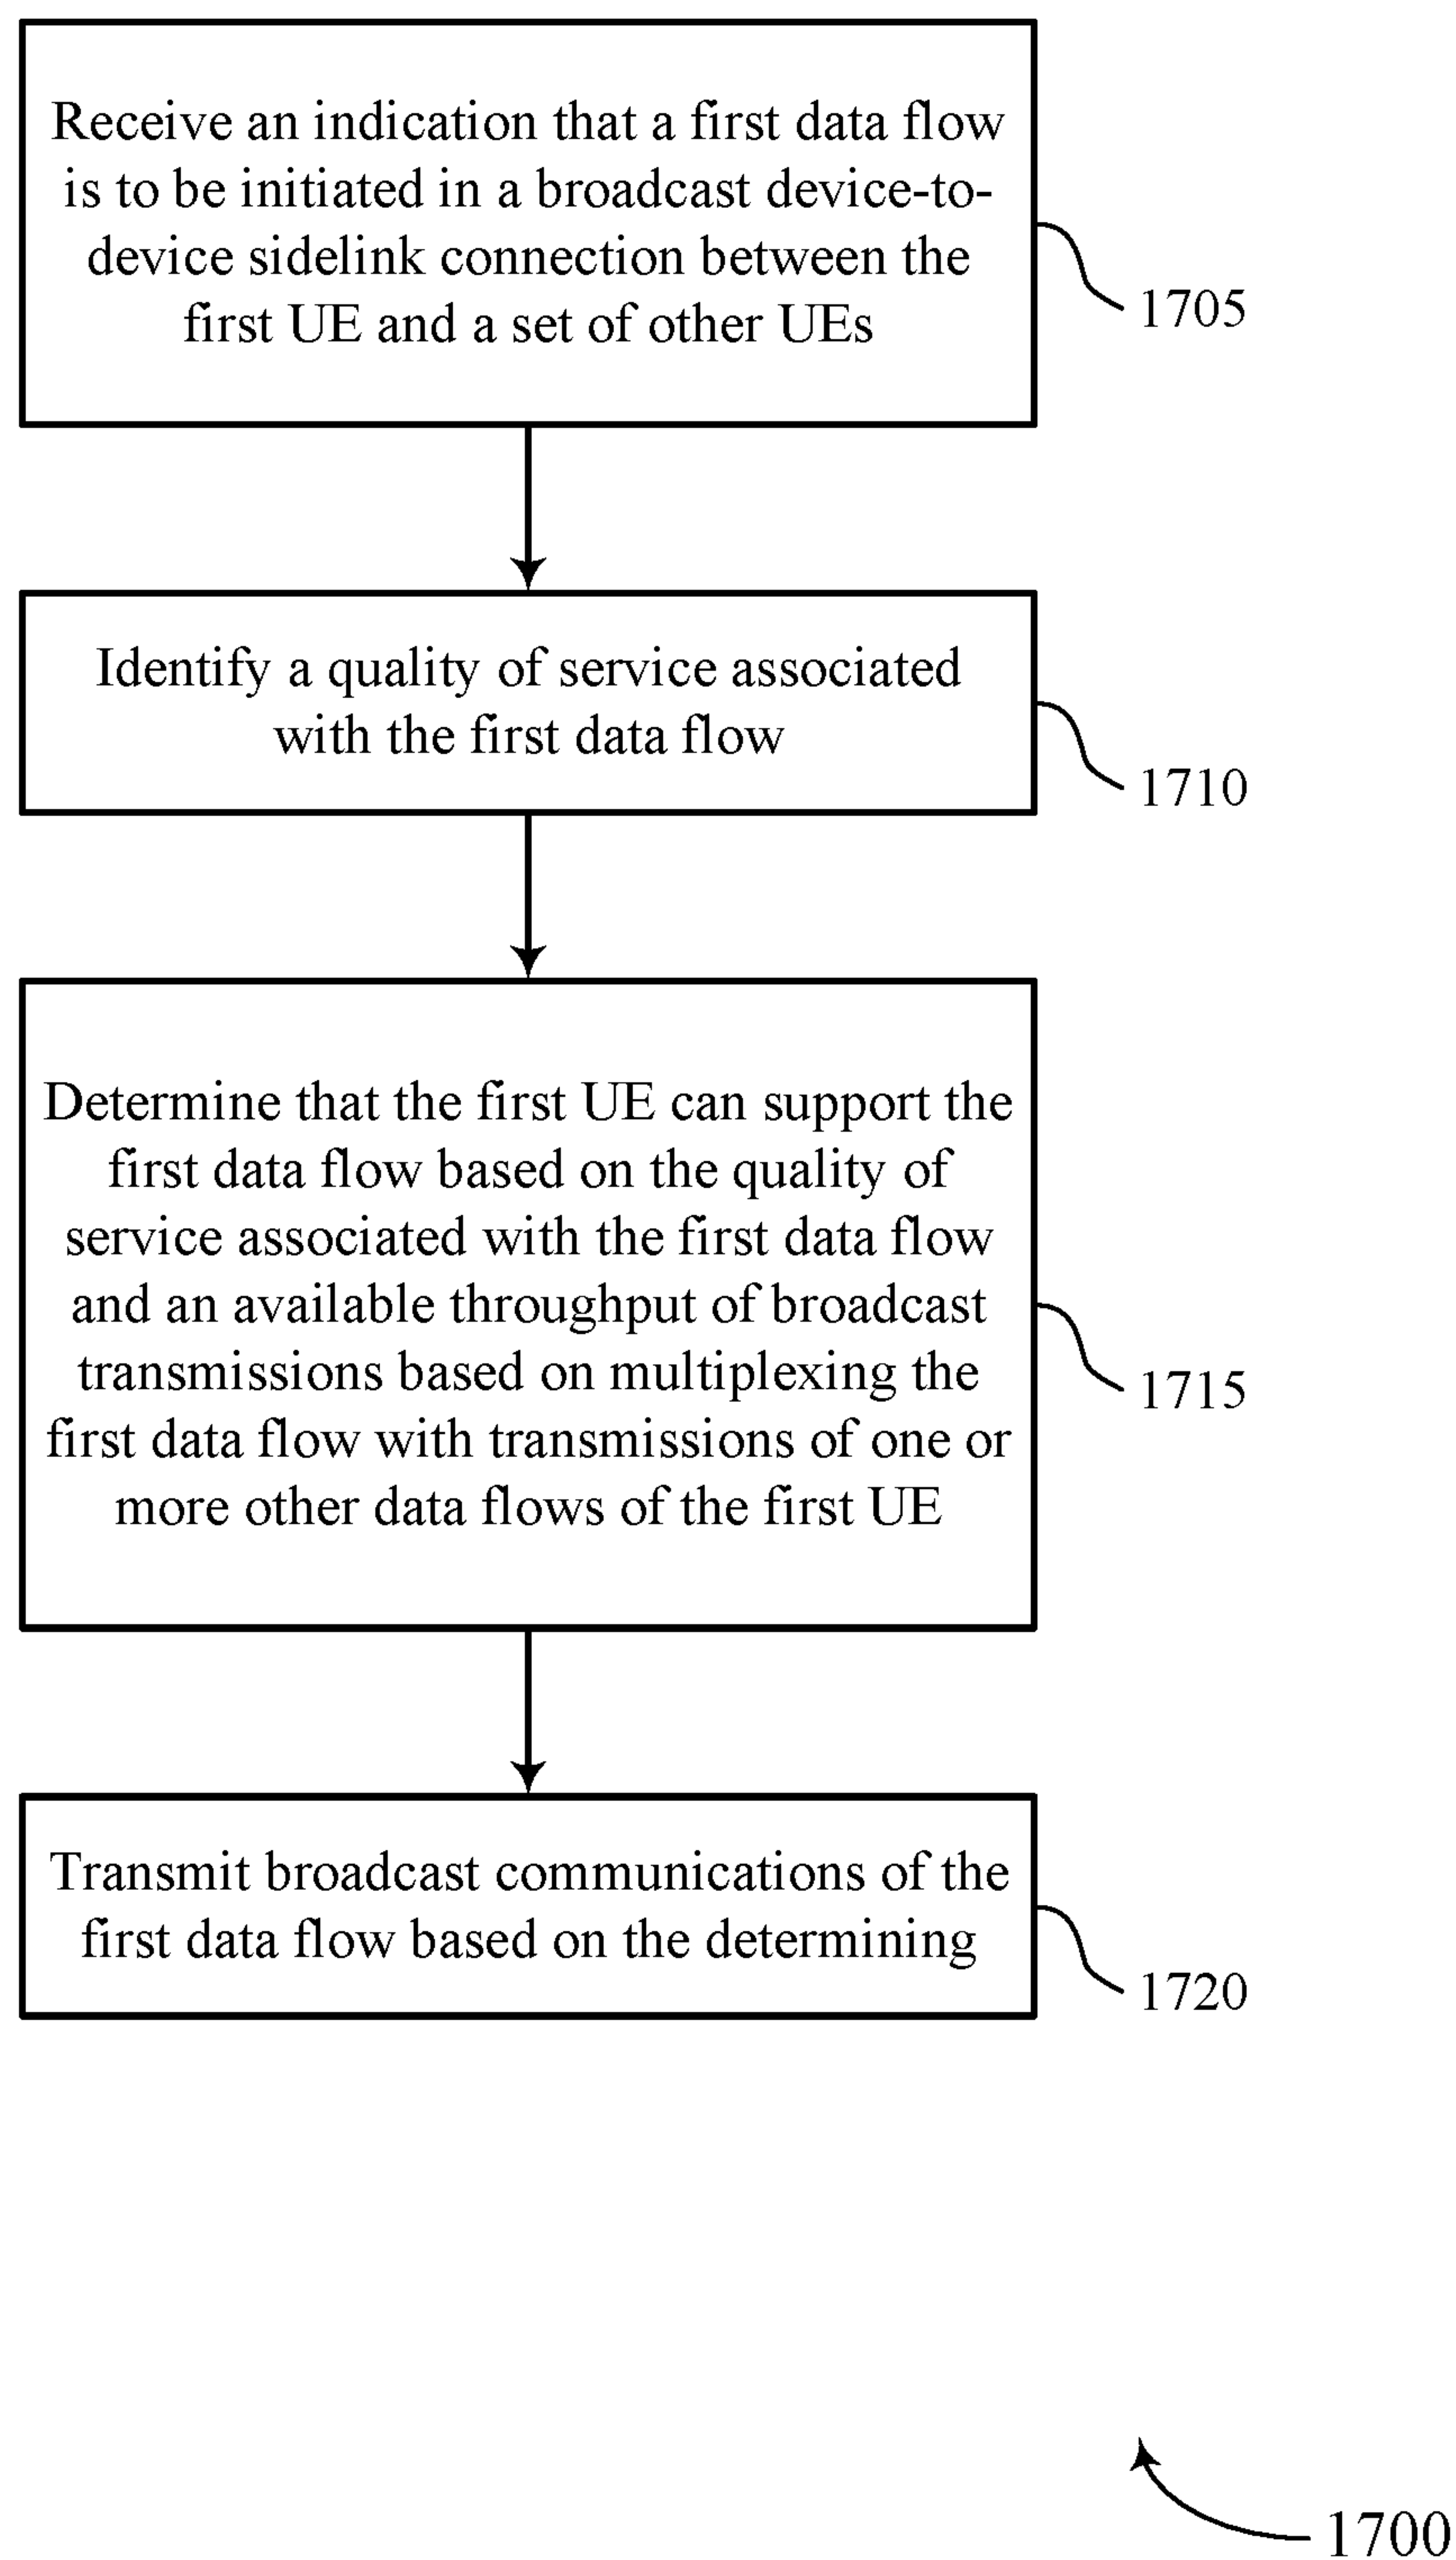 Receive an indication that a first data flow
is to be initiated in a broadcast device-to-
device sidelink connection between the
first UE and a set of other UEs
1705
Identify a quality of service associated
with the first data flow
1710
Determine that the first UE can support the
first data flow based on the quality of
service associated with the first data flow
and an available throughput of broadcast
transmissions based on multiplexing the
first data flow with transmissions of one or
more other data flows of the first UE
1715
Transmit broadcast communications of the
first data flow based on the determining
1720
1700